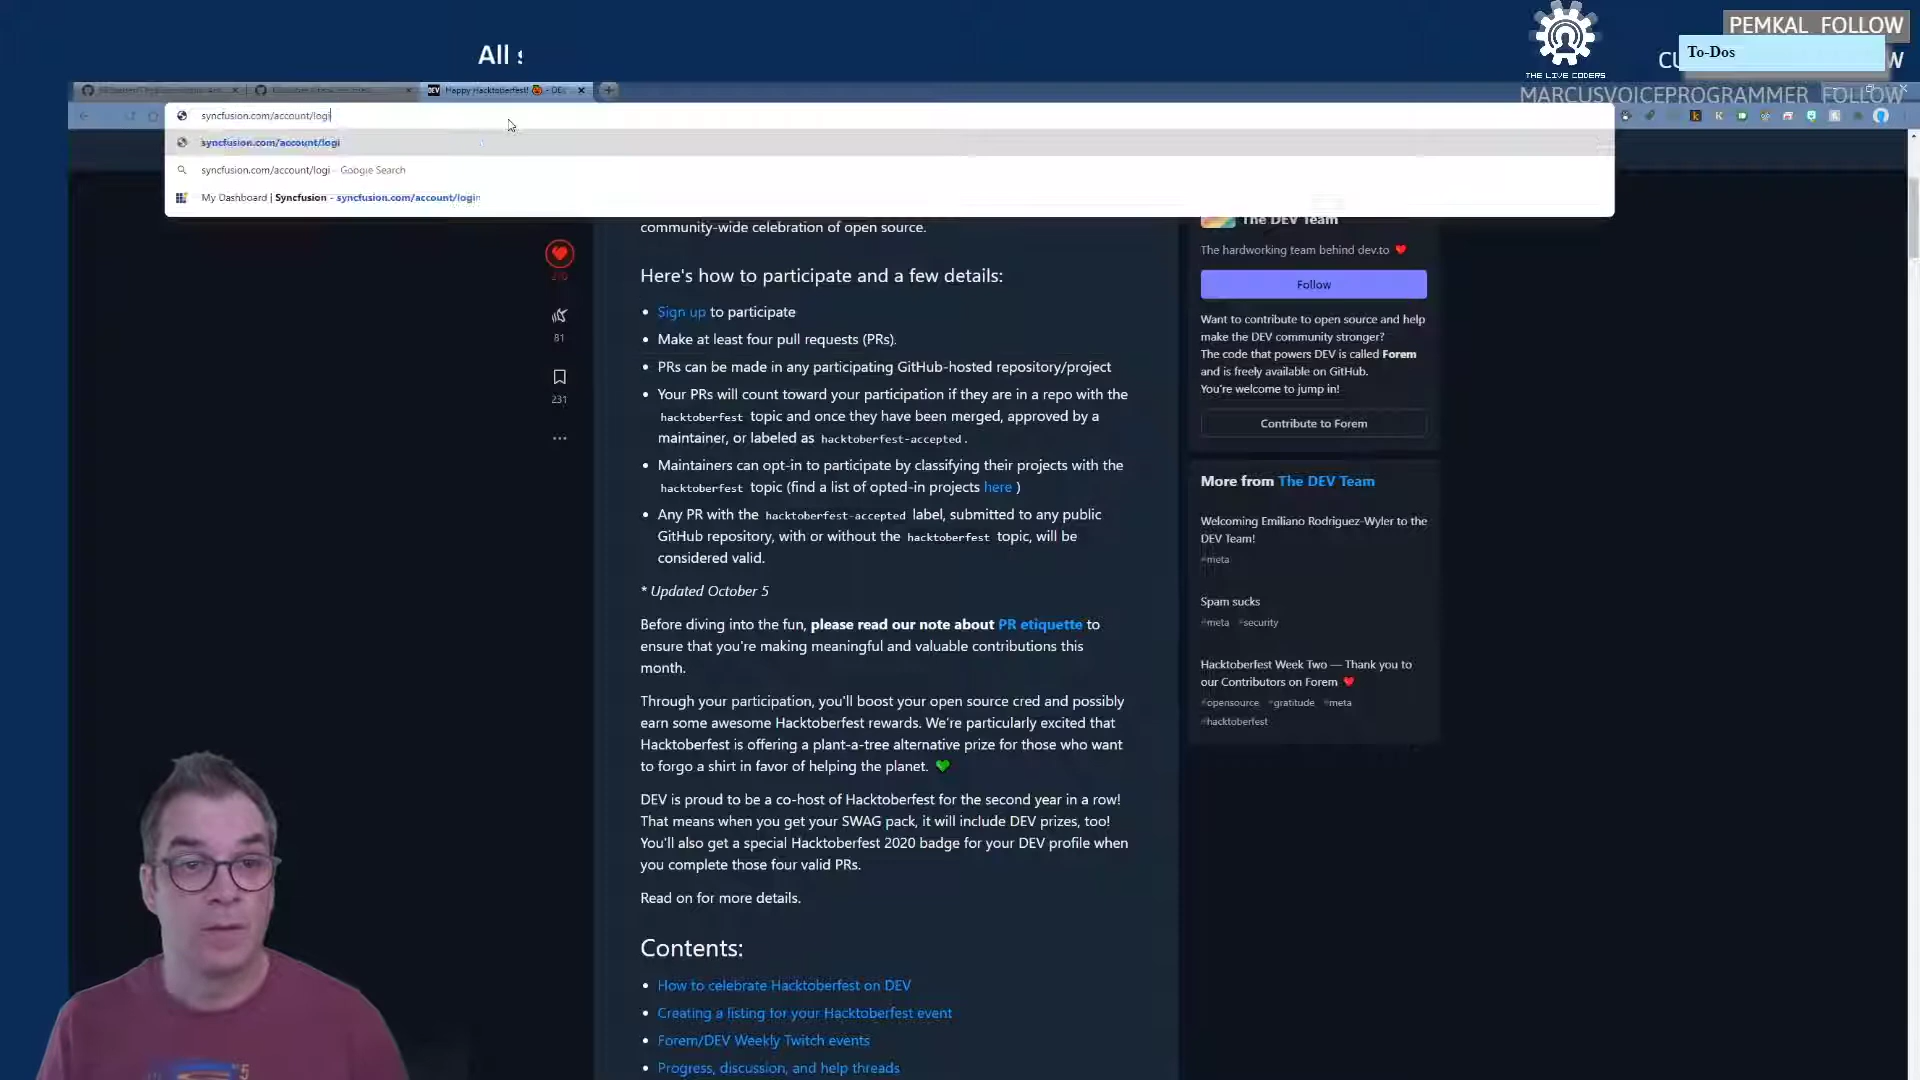 All s
THE LIVE CODERS
PEMKAL FOLLOW
To-Dos
MARCUSVOICEPROGRAMMER FOLLOW
Happy Hacktoberfest! 🎃 - DE
syncfusion.com/account/logi
syncfusion.com/account/logi
syncfusion.com/account/logi - Google Search
My Dashboard | Syncfusion - syncfusion.com/account/login
community-wide celebration of open source.
Here's how to participate and a few details:
• Sign up to participate
• Make at least four pull requests (PRs).
• PRs can be made in any participating GitHub-hosted repository/project
• Your PRs will count toward your participation if they are in a repo with the
hacktoberfest topic and once they have been merged, approved by a
maintainer, or labeled as hacktoberfest-accepted.
• Maintainers can opt-in to participate by classifying their projects with the
hacktoberfest topic (find a list of opted-in projects here )
• Any PR with the hacktoberfest-accepted label, submitted to any public
GitHub repository, with or without the hacktoberfest topic, will be
considered valid.
* Updated October 5
Before diving into the fun, please read our note about PR etiquette to
ensure that you're making meaningful and valuable contributions this
month.
Through your participation, you'll boost your open source cred and possibly
earn some awesome Hacktoberfest rewards. We're particularly excited that
Hacktoberfest is offering a plant-a-tree alternative prize for those who want
to forgo a shirt in favor of helping the planet. 💚
DEV is proud to be a co-host of Hacktoberfest for the second year in a row!
That means when you get your SWAG pack, it will include DEV prizes, too!
You'll also get a special Hacktoberfest 2020 badge for your DEV profile when
you complete those four valid PRs.
Read on for more details.
Contents:
• How to celebrate Hacktoberfest on DEV
• Creating a listing for your Hacktoberfest event
• Forem/DEV Weekly Twitch events
• Progress, discussion, and help threads
81
231
The DEV Team
The hardworking team behind dev.to ❤️
Follow
Want to contribute to open source and help
make the DEV community stronger?
The code that powers DEV is called Forem
and is freely available on GitHub.
You're welcome to jump in!
Contribute to Forem
More from The DEV Team
Welcoming Emiliano Rodriguez-Wyler to the
DEV Team!
#meta
Spam sucks
#meta #security
Hacktoberfest Week Two — Thank you to
our Contributors on Forem ❤️
#opensource #gratitude #meta
#hacktoberfest